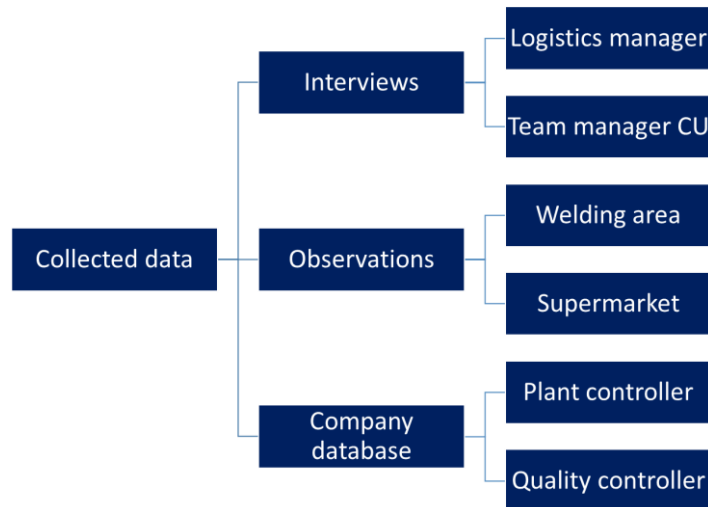 Collected data
Interviews
Logistics manager
Team manager CU
Observations
Welding area
Supermarket
Company
database
Plant controller
Quality controller